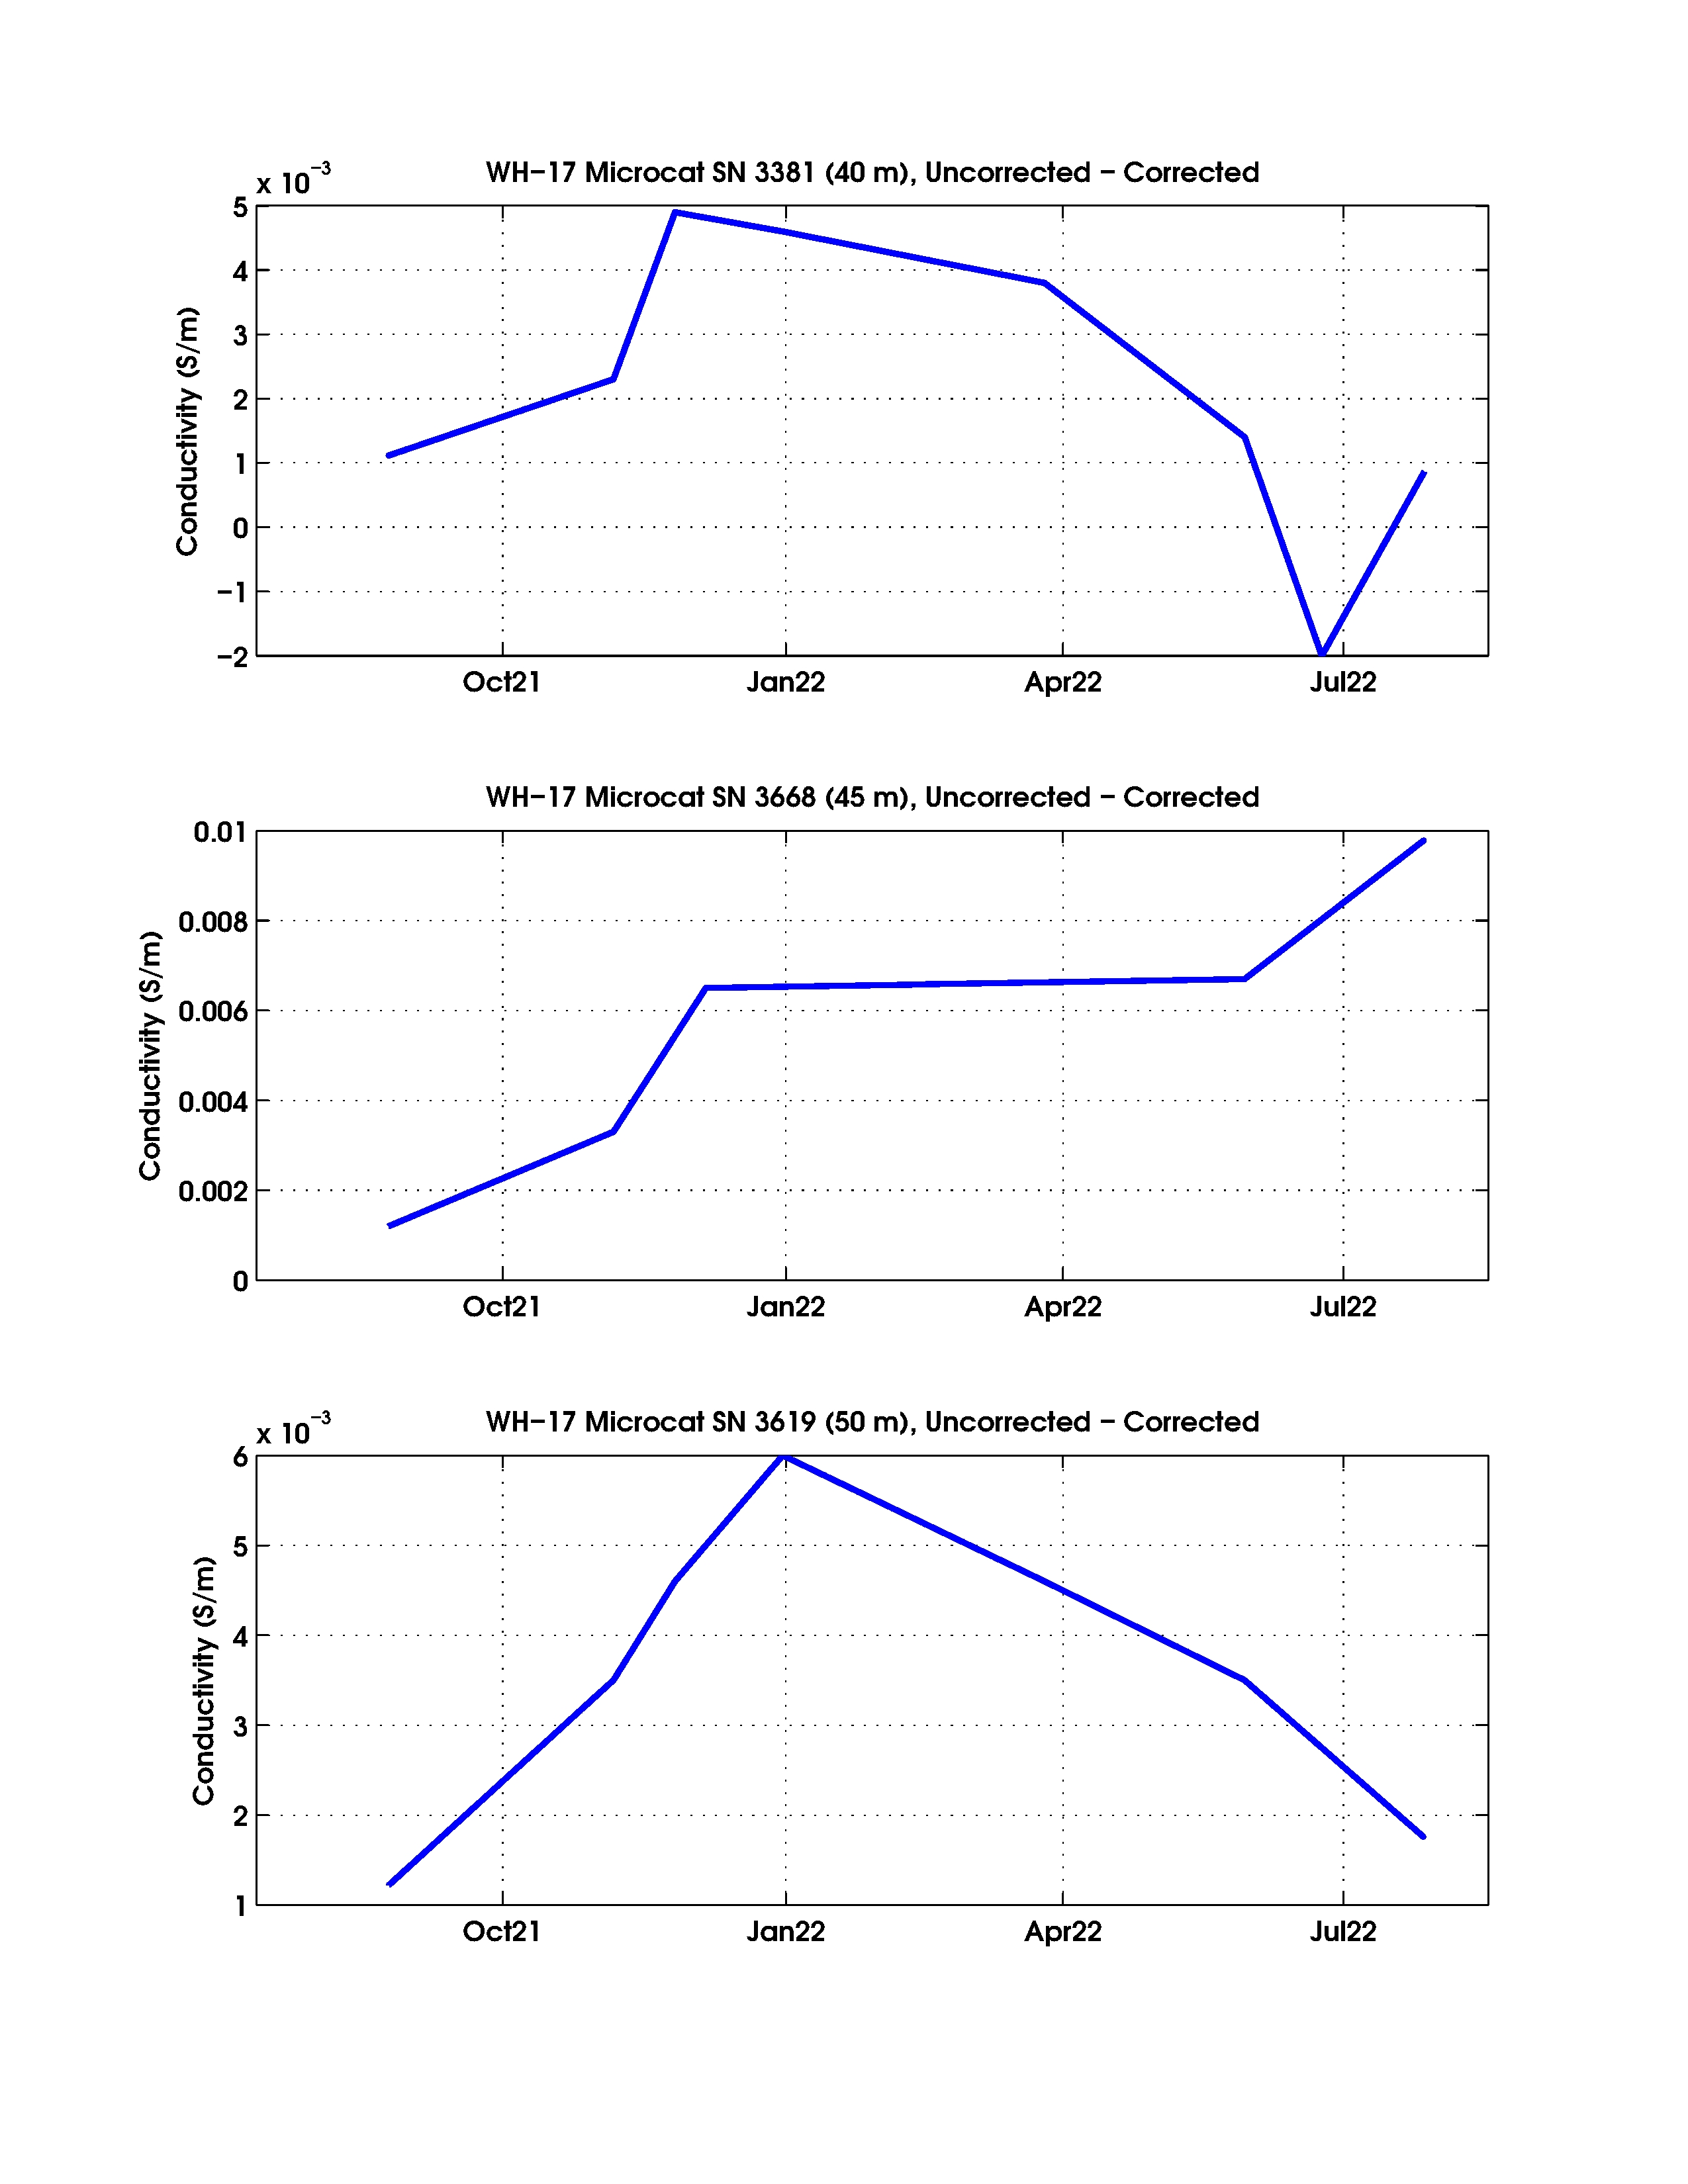 WH−17 Microcat SN 3381 (40 m), Uncorrected − Corrected
x 10−3
5
4
3
2
1
0
−1
−2
Conductivity (S/m)
Oct21 Jan22 Apr22 Jul22
WH−17 Microcat SN 3668 (45 m), Uncorrected − Corrected
0.01
0.008
0.006
0.004
0.002
0
Conductivity (S/m)
Oct21 Jan22 Apr22 Jul22
WH−17 Microcat SN 3619 (50 m), Uncorrected − Corrected
x 10−3
6
5
4
3
2
1
Conductivity (S/m)
Oct21 Jan22 Apr22 Jul22